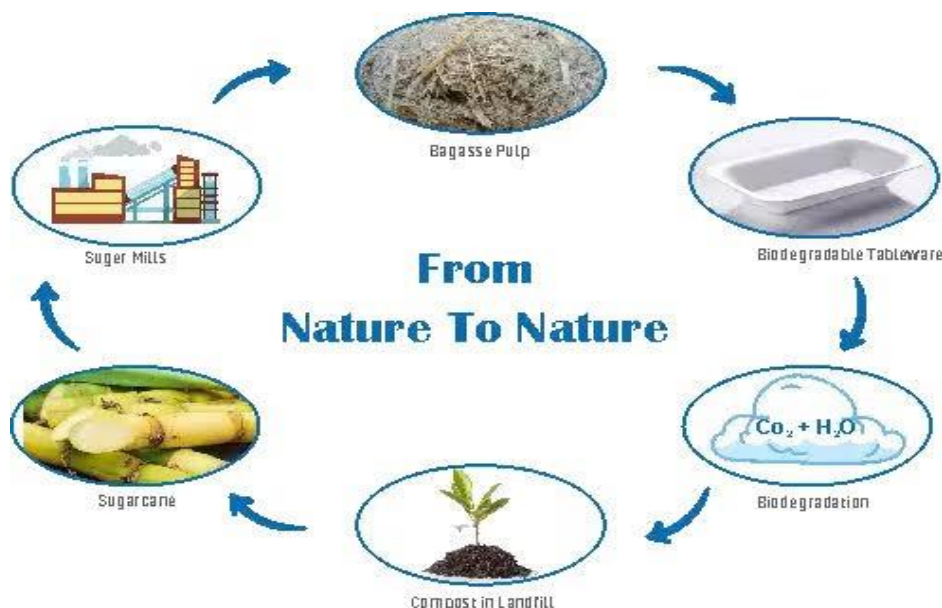 Bagasse Pulp
Suger Mills
Biodegradable Tableware
From
Nature To Nature
Co₂ + H₂O
Sugarcane
Biodegradation
Compost in Landfill